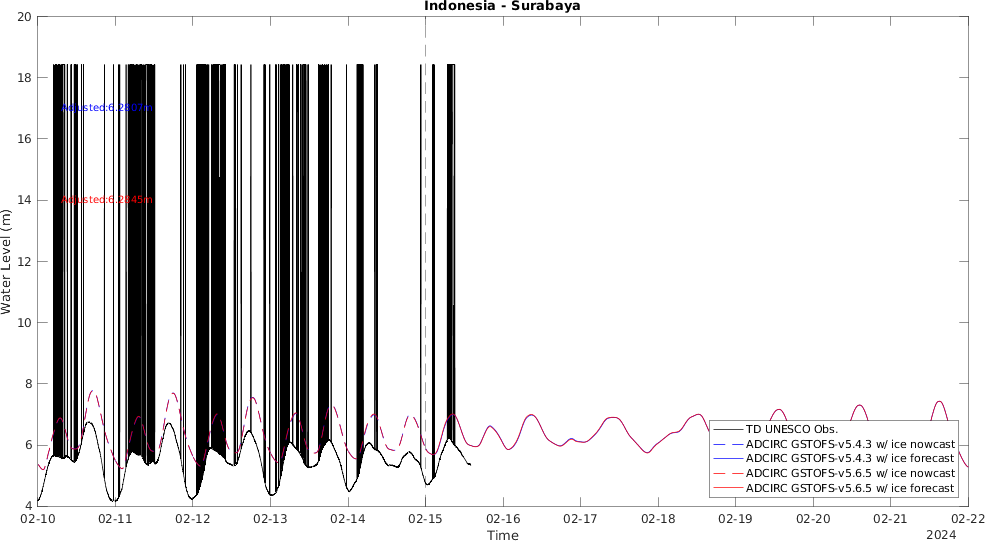 Indonesia - Surabaya
20
18
16
14
12
10
8
6
4
Water Level (m)
Adjusted:6.2807m
Adjusted:6.2845m
TD UNESCO Obs.
ADCIRC GSTOFS-v5.4.3 w/ ice nowcast
ADCIRC GSTOFS-v5.4.3 w/ ice forecast
ADCIRC GSTOFS-v5.6.5 w/ ice nowcast
ADCIRC GSTOFS-v5.6.5 w/ ice forecast
02-10 02-11 02-12 02-13 02-14 02-15 02-16 02-17 02-18 02-19 02-20 02-21 02-22
Time
2024